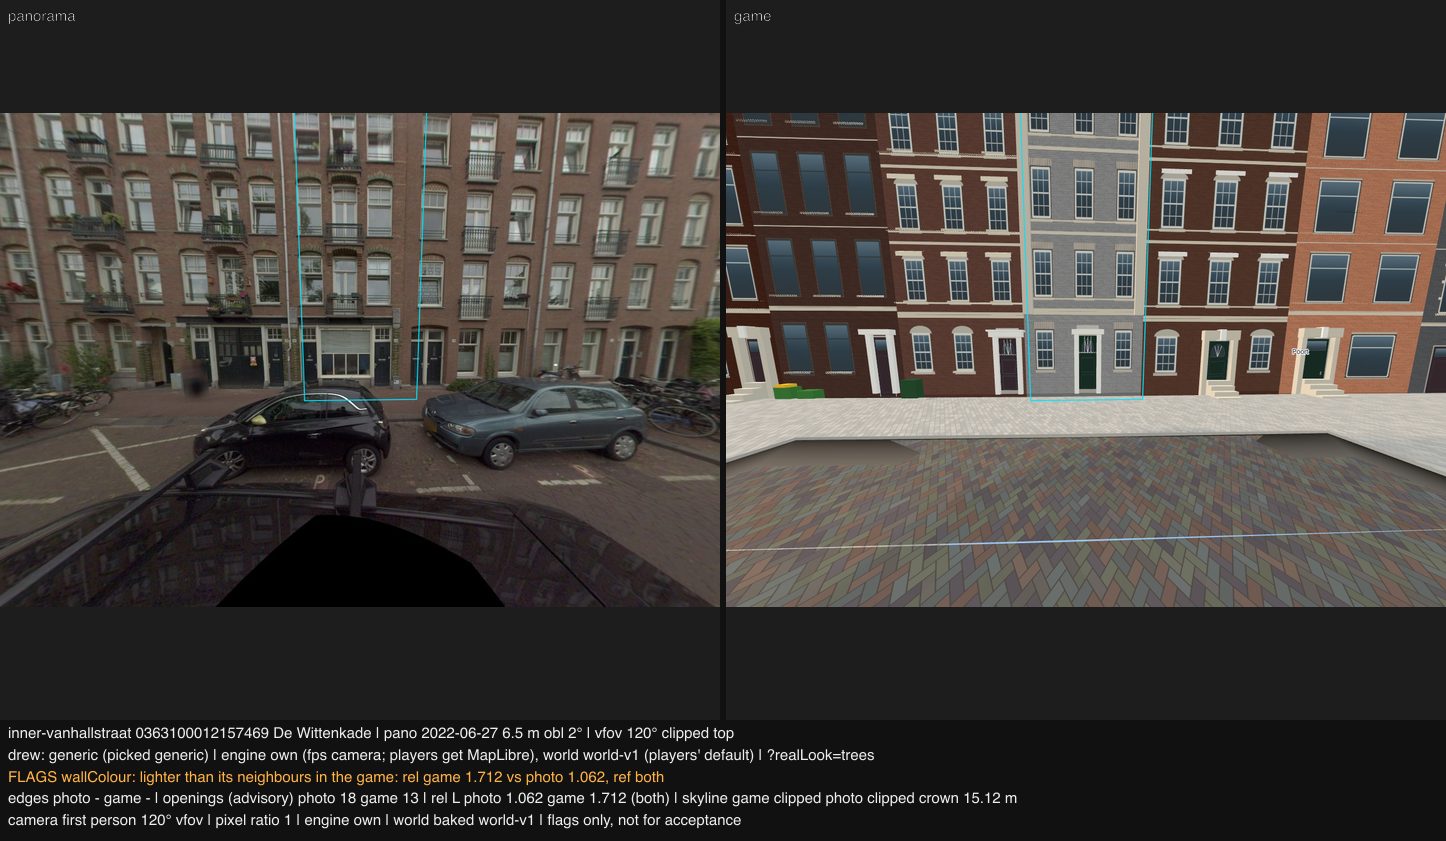 panorama
game
Poort
P
inner-vanhallstraat 0363100012157469 De Wittenkade | pano 2022-06-27 6.5 m obl 2° | vfov 120° clipped top
drew: generic (picked generic) | engine own (fps camera; players get MapLibre), world world-v1 (players' default) | ?realLook=trees
FLAGS wallColour: lighter than its neighbours in the game: rel game 1.712 vs photo 1.062, ref both
edges photo - game - | openings (advisory) photo 18 game 13 | rel L photo 1.062 game 1.712 (both) | skyline game clipped photo clipped crown 15.12 m
camera first person 120° vfov | pixel ratio 1 | engine own | world baked world-v1 | flags only, not for acceptance